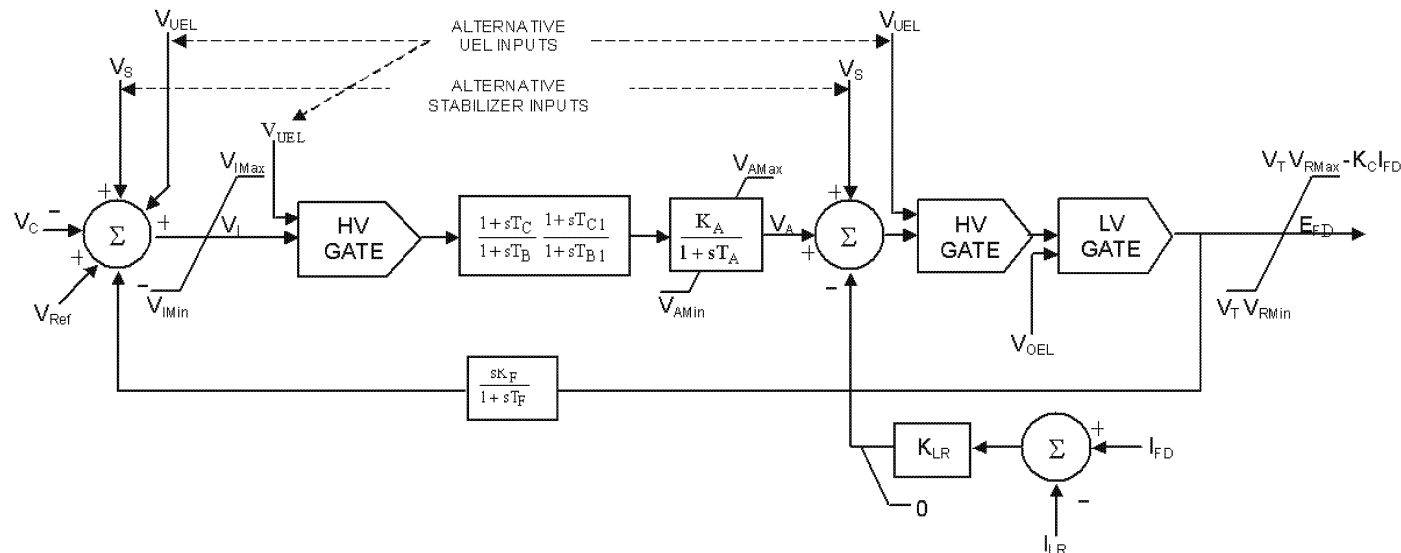 V_UEL
ALTERNATIVE
UEL INPUTS
V_UEL
V_S
ALTERNATIVE
STABILIZER INPUTS
V_S
V_UEL
V_IMax
V_AMax
V_T V_RMax - K_C I_FD
+
+
+
V_C
-
Σ
+
V_I
HV
GATE
1 + sT_C
1 + sT_B
1 + sT_C1
1 + sT_B1
K_A
1 + sT_A
V_A
+
Σ
HV
GATE
LV
GATE
E_FD
-
-
V_Ref
V_IMin
V_AMin
V_OEL
V_T V_RMin
sK_F
1 + sT_F
K_LR
Σ
+
I_FD
0
-
I_LR